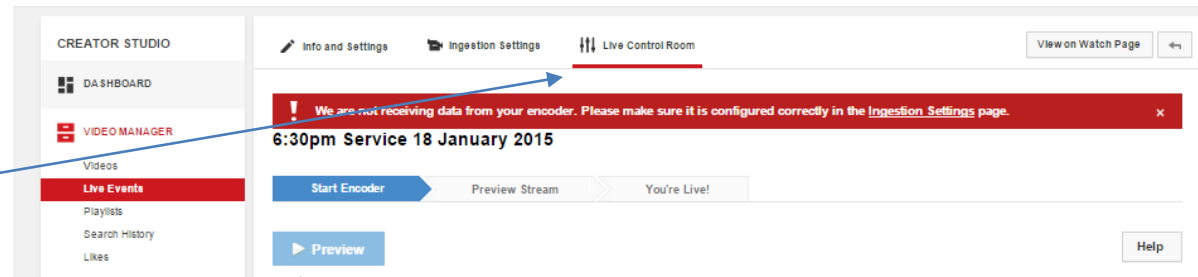 CREATOR STUDIO
Info and Settings
Ingestion Settings
Live Control Room
View on Watch Page
DASHBOARD
! We are not receiving data from your encoder. Please make sure it is configured correctly in the Ingestion Settings page. ×
VIDEO MANAGER
6:30pm Service 18 January 2015
Videos
Live Events
Start Encoder
Preview Stream
You're Live!
Playlists
Search History
Likes
Preview
Help